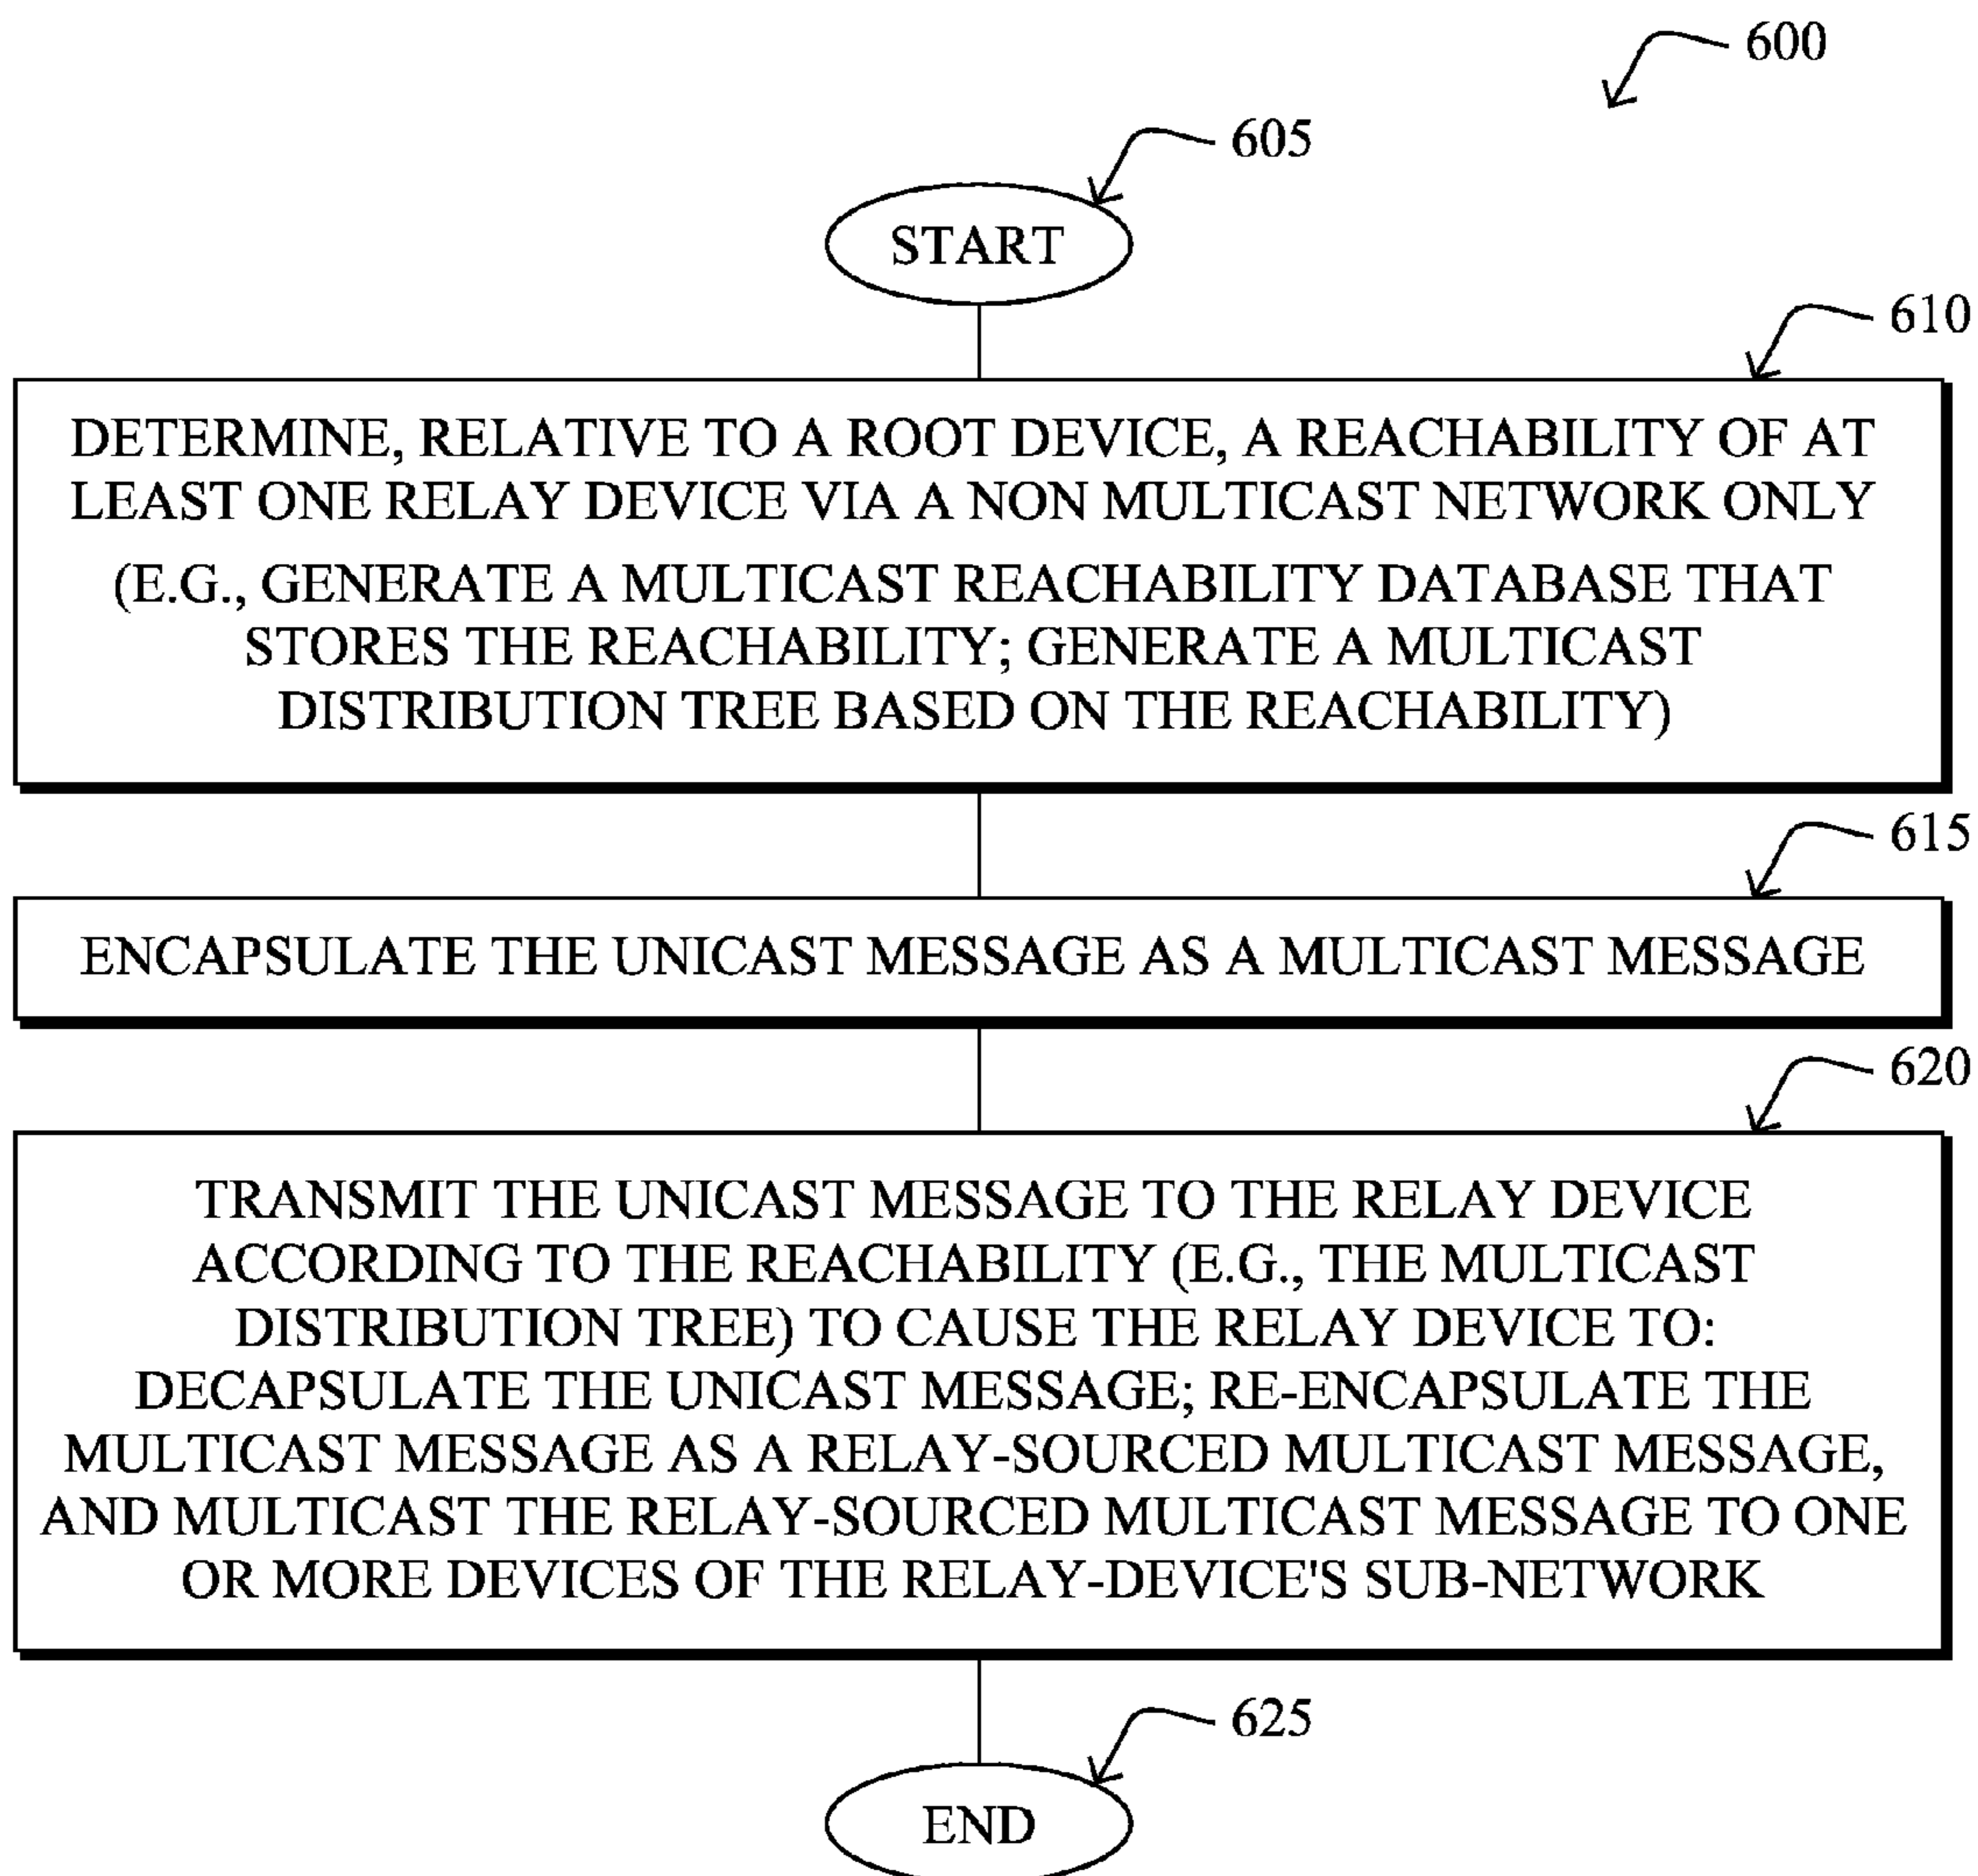 600
605
START
610
DETERMINE, RELATIVE TO A ROOT DEVICE, A REACHABILITY OF AT
LEAST ONE RELAY DEVICE VIA A NON MULTICAST NETWORK ONLY
(E.G., GENERATE A MULTICAST REACHABILITY DATABASE THAT
STORES THE REACHABILITY; GENERATE A MULTICAST
DISTRIBUTION TREE BASED ON THE REACHABILITY)
615
ENCAPSULATE THE UNICAST MESSAGE AS A MULTICAST MESSAGE
620
TRANSMIT THE UNICAST MESSAGE TO THE RELAY DEVICE
ACCORDING TO THE REACHABILITY (E.G., THE MULTICAST
DISTRIBUTION TREE) TO CAUSE THE RELAY DEVICE TO:
DECAPSULATE THE UNICAST MESSAGE; RE-ENCAPSULATE THE
MULTICAST MESSAGE AS A RELAY-SOURCED MULTICAST MESSAGE,
AND MULTICAST THE RELAY-SOURCED MULTICAST MESSAGE TO ONE
OR MORE DEVICES OF THE RELAY-DEVICE'S SUB-NETWORK
625
END